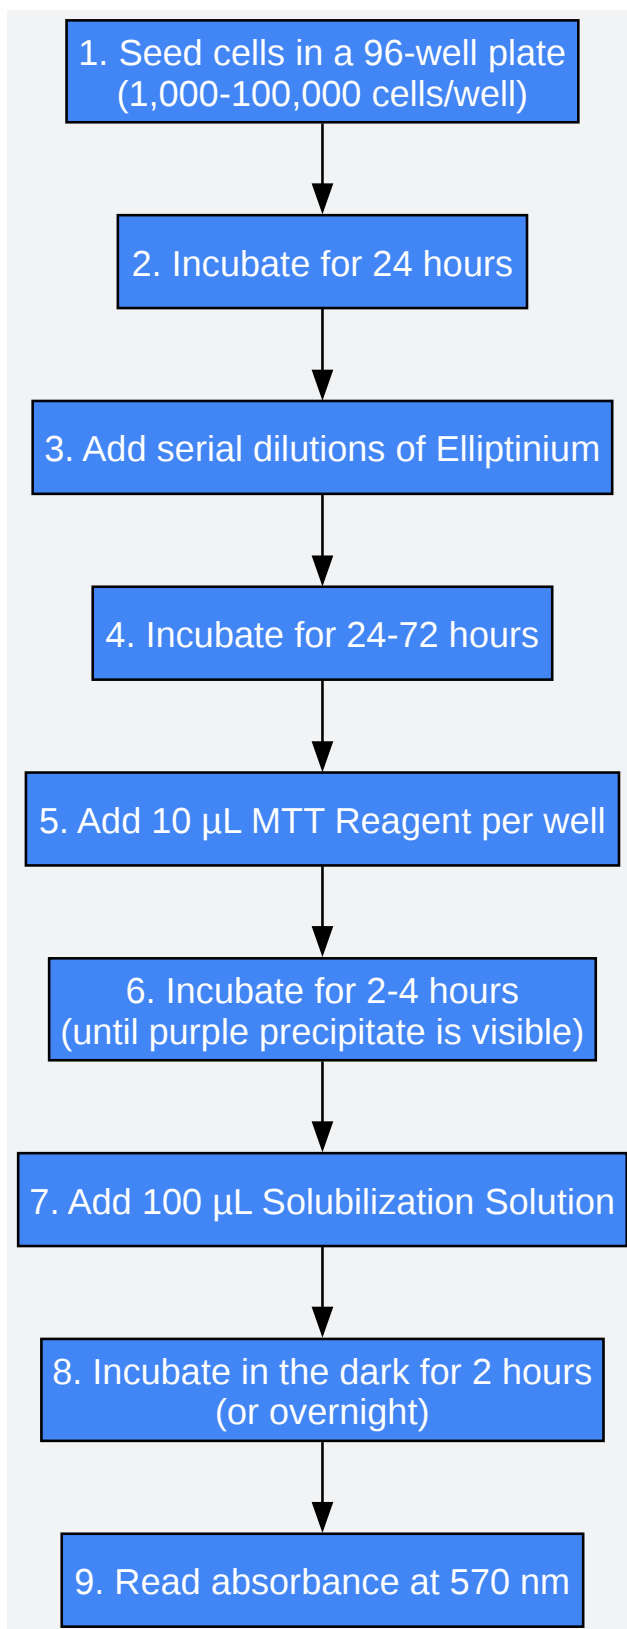 1. Seed cells in a 96-well plate
(1,000-100,000 cells/well)
2. Incubate for 24 hours
3. Add serial dilutions of Elliptinium
4. Incubate for 24-72 hours
5. Add 10 µL MTT Reagent per well
6. Incubate for 2-4 hours
(until purple precipitate is visible)
7. Add 100 µL Solubilization Solution
8. Incubate in the dark for 2 hours
(or overnight)
9. Read absorbance at 570 nm